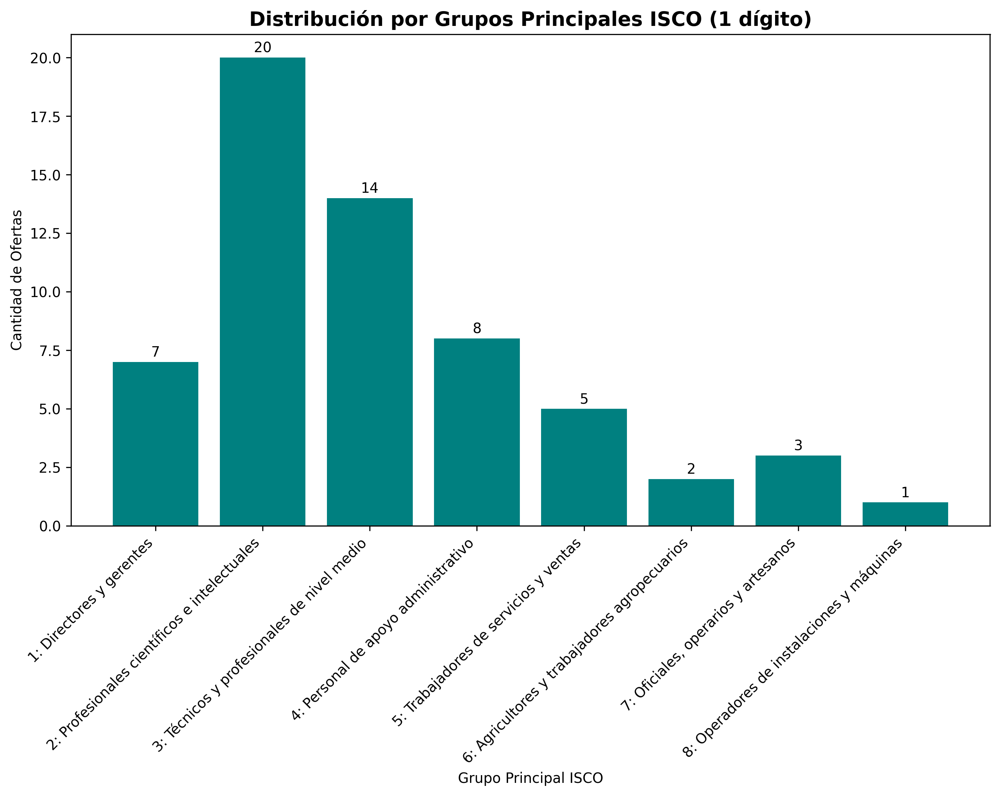 Distribución por Grupos Principales ISCO (1 dígito)
Cantidad de Ofertas
20.0
17.5
15.0
12.5
10.0
7.5
5.0
2.5
0.0
7
20
14
8
5
2
3
1
1: Directores y gerentes
2: Profesionales científicos e intelectuales
3: Técnicos y profesionales de nivel medio
4: Personal de apoyo administrativo
5: Trabajadores de servicios y ventas
6: Agricultores y trabajadores agropecuarios
7: Oficiales, operarios y artesanos
8: Operadores de instalaciones y máquinas
Grupo Principal ISCO